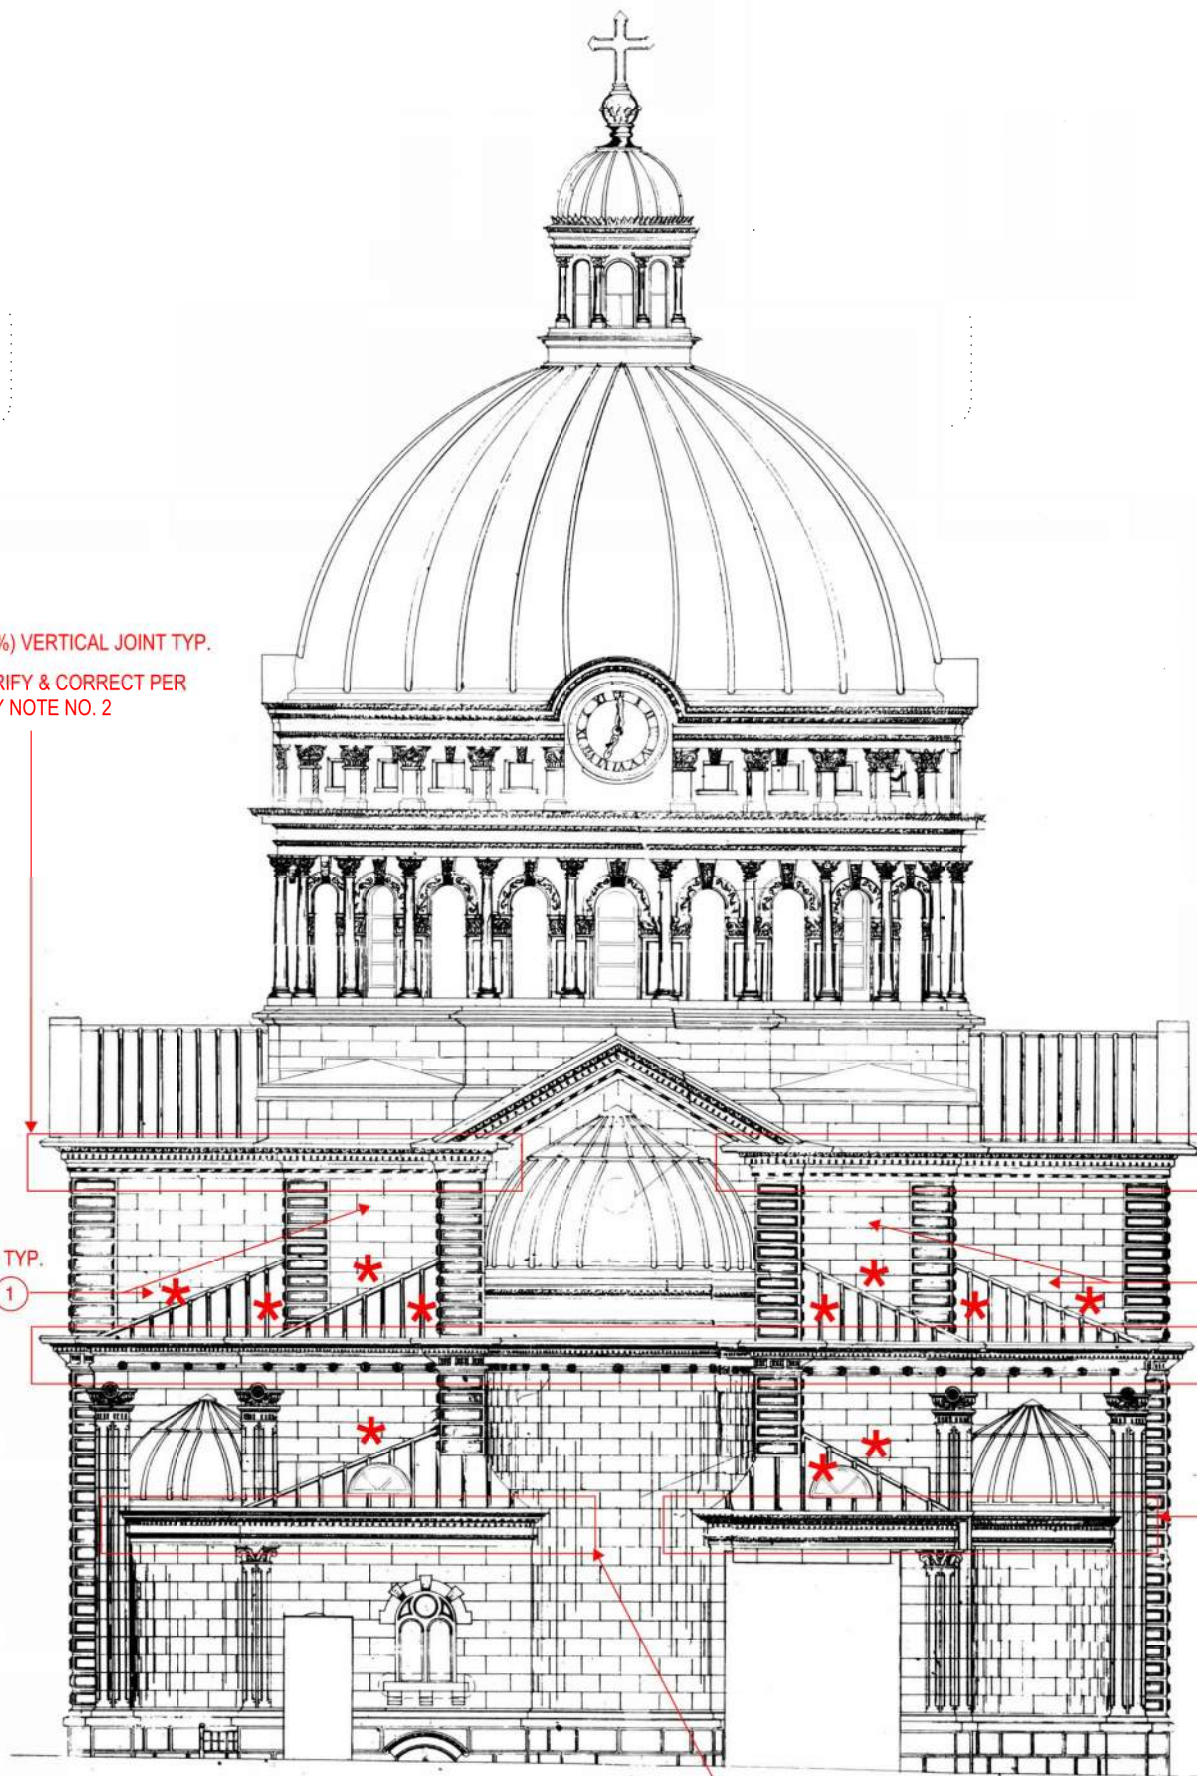 %) VERTICAL JOINT TYP.
RIFY & CORRECT PER
Y NOTE NO. 2
TYP.
1